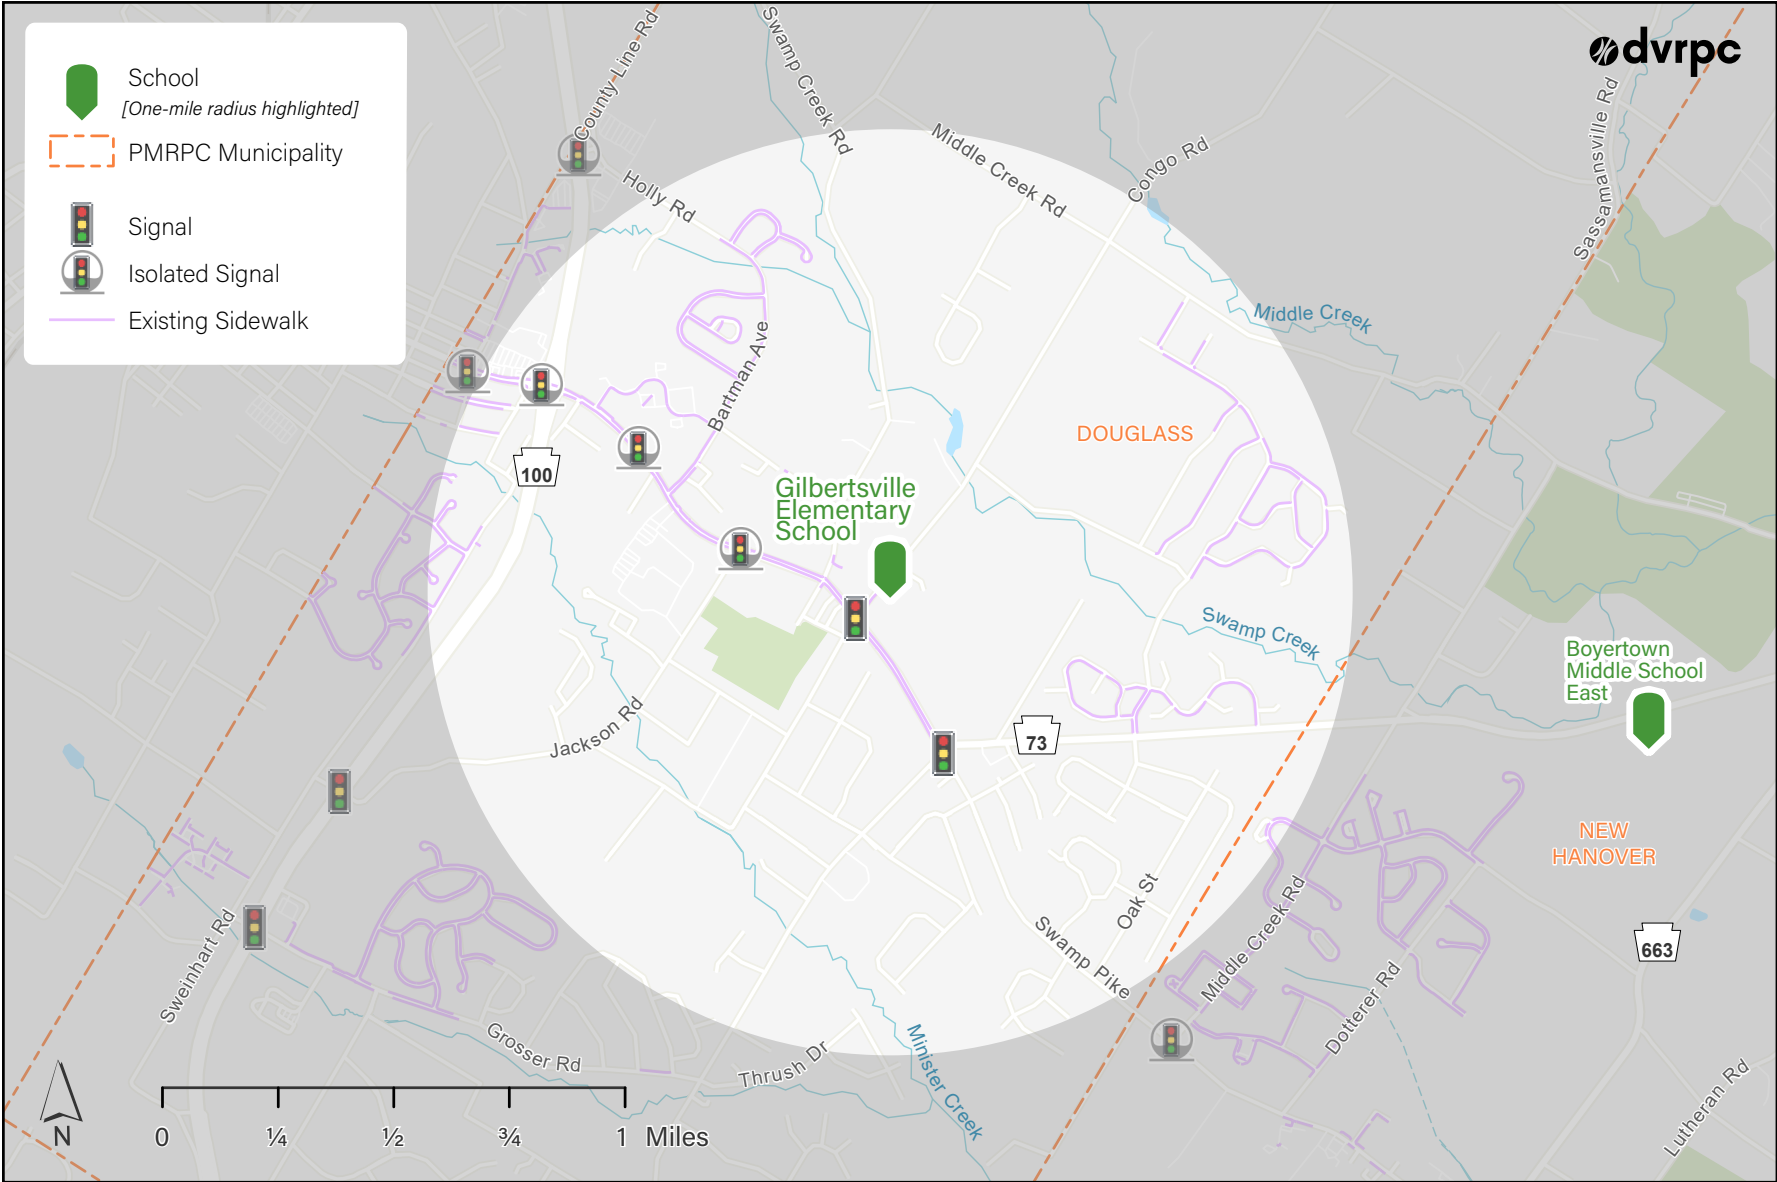 School
[One-mile radius highlighted]
PMRPC Municipality
Signal
Isolated Signal
Existing Sidewalk
dvrpc
County Line Rd
Swamp Creek Rd
Middle Creek Rd
Congo Rd
Sassamansville Rd
Holly Rd
Middle Creek
Bartman Ave
DOUGLASS
100
Gilbertsville
Elementary
School
Swamp Creek
Boyertown
Middle School
East
Jackson Rd
73
NEW
HANOVER
Oak St
Middle Creek Rd
Swamp Pike
663
Sweinhart Rd
Dotterer Rd
Grosser Rd
Thrush Dr
Minister Creek
Lutheran Rd
N
0 ¼ ½ ¾ 1 Miles